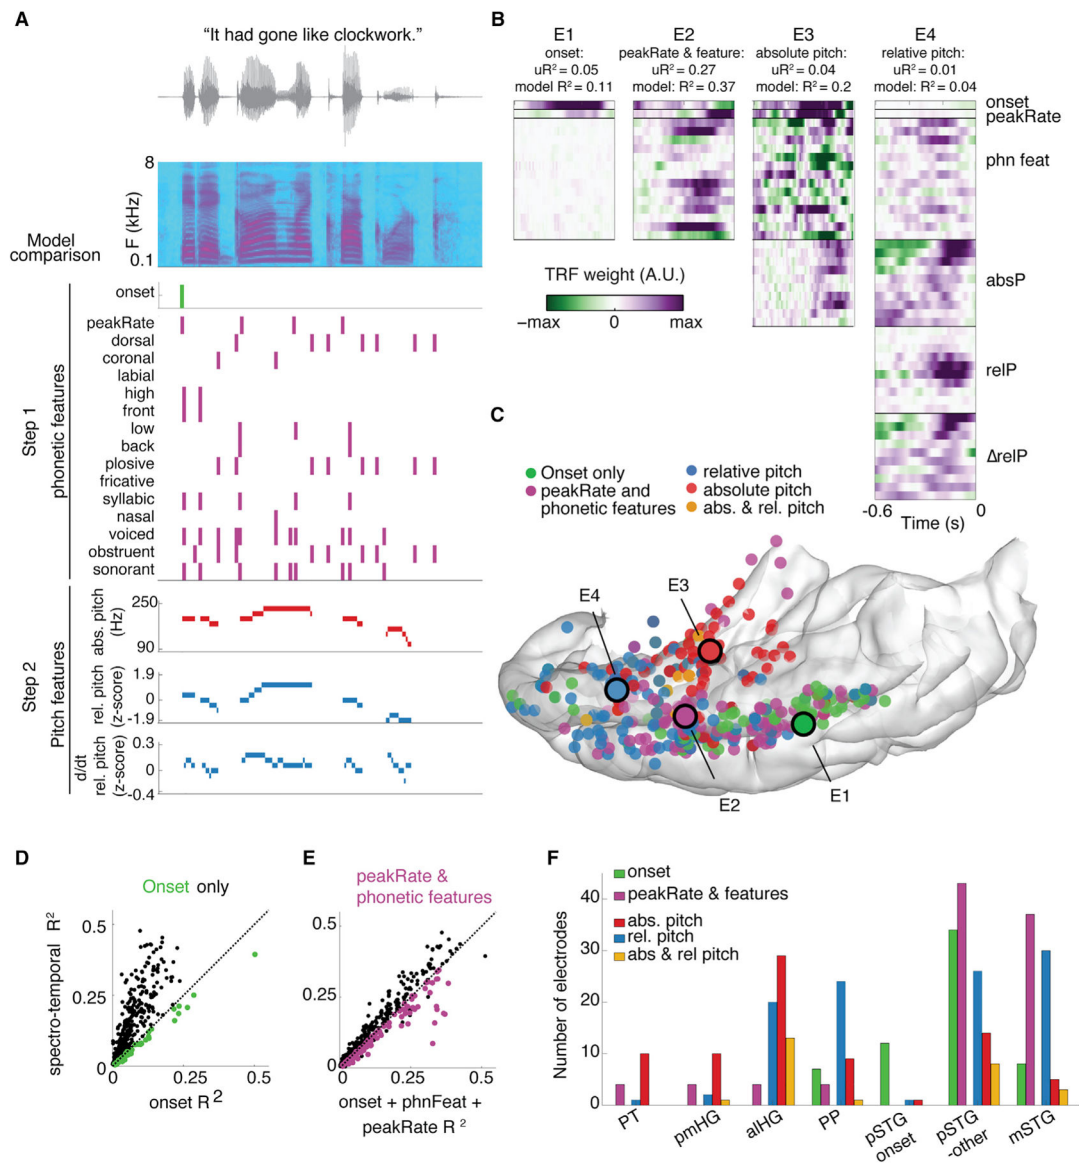 A
"It had gone like clockwork."
8
F (kHz)
0.1
Model
comparison
onset
peakRate
dorsal
coronal
labial
high
front
low
back
plosive
fricative
syllabic
nasal
voiced
obstruent
sonorant
Step 1
phonetic features
Step 2
Pitch features
250
abs. pitch
(Hz)
90
1.9
rel. pitch
(z-score)
0
-1.9
0.3
d/dt
rel. pitch
(z-score)
0
-0.4
B
E1
onset:
uR² = 0.05
model R² = 0.11
E2
peakRate & feature:
uR² = 0.27
model: R² = 0.37
E3
absolute pitch:
uR² = 0.04
model R² = 0.2
E4
relative pitch:
uR² = 0.01
model: R² = 0.04
onset
peakRate
phn feat
absP
relP
ΔrelP
TRF weight (A.U.)
−max 0 max
-0.6 0
Time (s)
C
Onset only
peakRate and
phonetic features
relative pitch
absolute pitch
abs. & rel. pitch
E4
E3
E2
E1
D
Onset only
spectro-temporal R²
0.5
0.25
0
0 0.25 0.5
onset R²
E
peakRate &
phonetic features
0.5
0.25
0
0 0.25 0.5
onset + phnFeat +
peakRate R²
F
onset
peakRate & features
abs. pitch
rel. pitch
abs & rel pitch
Number of electrodes
40
30
20
10
0
PT
pmHG
alHG
PP
pSTG
onset
pSTG
-other
mSTG